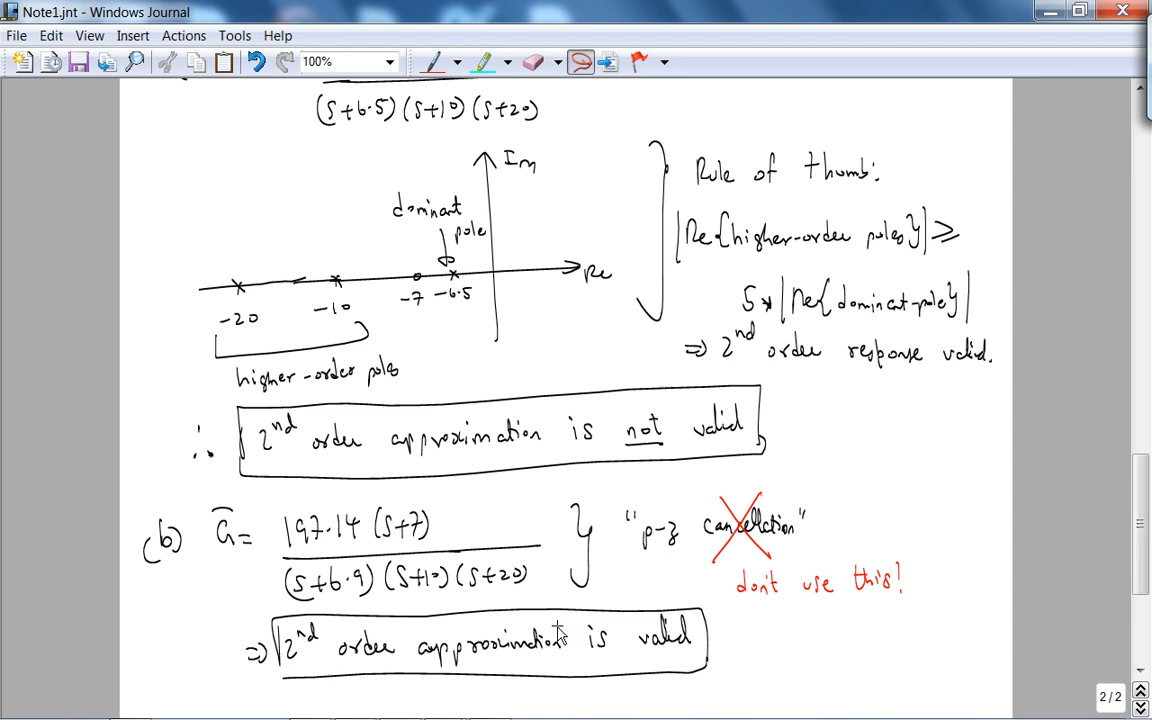 Note1.jnt - Windows Journal
File Edit View Insert Actions Tools Help
100%
(s+6.5)(s+10)(s+20)
Im
dominant
pole
Re
-20
-10
-7
-6.5
higher-order poles
Rule of thumb:
|Re{higher-order poles}| ≥
5*|Re{dominant-pole}|
⇒ 2nd order response valid.
∴ 2nd order approximation is not valid
(b) G̅ = 197.14 (s+7)
(s+6.9)(s+10)(s+20)
} "p-z cancellation"
don't use this!
⇒ 2nd order approximation is valid
2/2